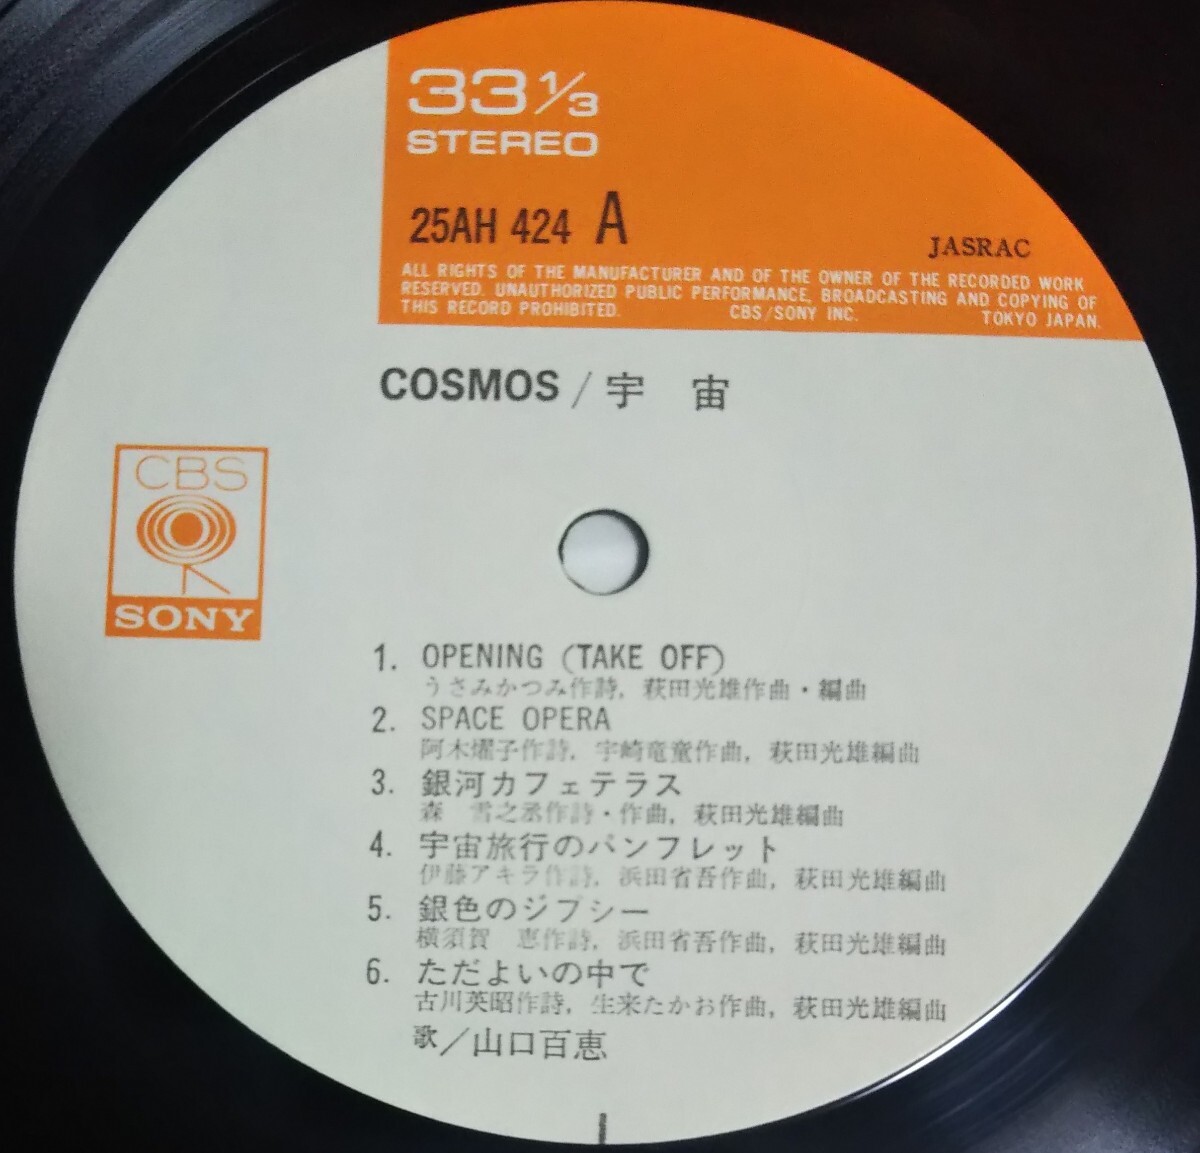 33 1/3
STEREO
25AH 424 A
JASRAC
ALL RIGHTS OF THE MANUFACTURER AND OF THE OWNER OF THE RECORDED WORK
RESERVED. UNAUTHORIZED PUBLIC PERFORMANCE, BROADCASTING AND COPYING OF
THIS RECORD PROHIBITED. CBS/SONY INC. TOKYO JAPAN.
COSMOS / 宇 宙
CBS
SONY
1. OPENING (TAKE OFF)
うさみかつみ作詩, 萩田光雄作曲・編曲
2. SPACE OPERA
阿木燿子作詩, 宇崎竜童作曲, 萩田光雄編曲
3. 銀河カフェテラス
森 雪之丞作詩・作曲, 萩田光雄編曲
4. 宇宙旅行のパンフレット
伊藤アキラ作詩, 浜田省吾作曲, 萩田光雄編曲
5. 銀色のジプシー
横須賀 恵作詩, 浜田省吾作曲, 萩田光雄編曲
6. ただよいの中で
古川英昭作詩, 生来たかお作曲, 萩田光雄編曲
歌／山口百恵